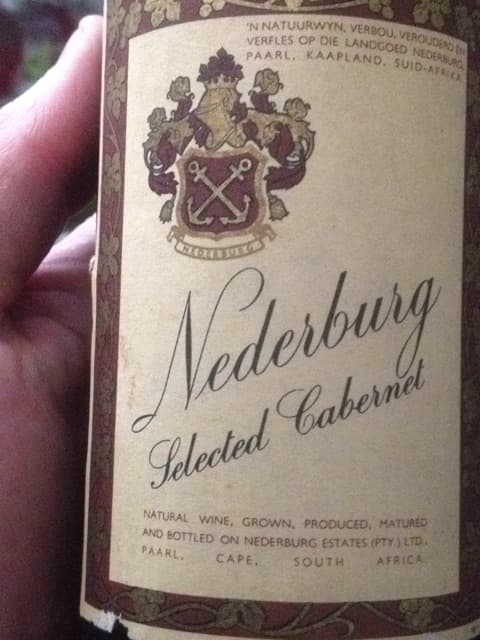 'N NATUURWYN, VERBOU, VEROUDERD EN
VERFLES OP DIE LANDGOED NEDERBURG,
PAARL, KAAPLAND, SUID-AFRIKA.
NEDERBURG
Nederburg
Selected Cabernet
NATURAL WINE, GROWN, PRODUCED, MATURED
AND BOTTLED ON NEDERBURG ESTATES (PTY.) LTD.,
PAARL, CAPE, SOUTH AFRICA.